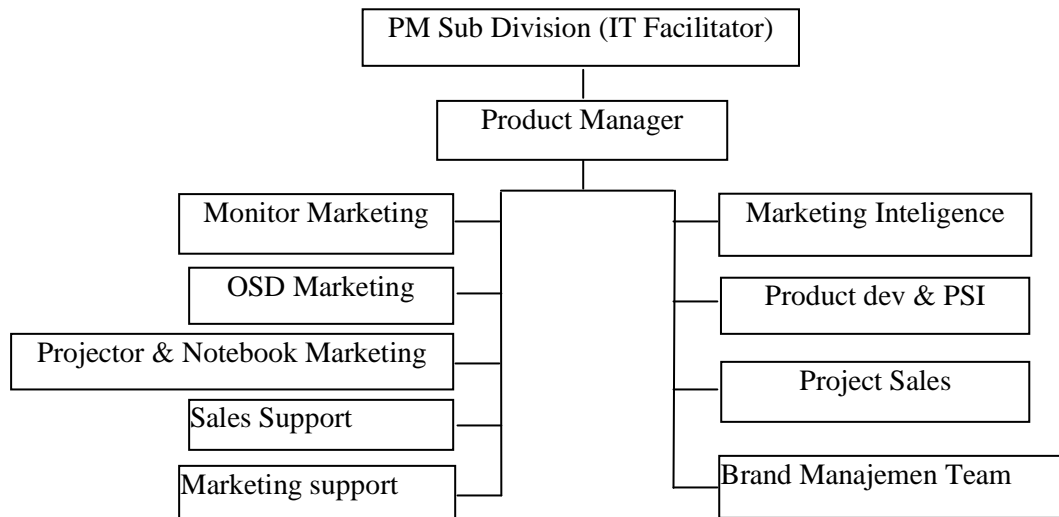 PM Sub Division (IT Facilitator)
Product Manager
Monitor Marketing
OSD Marketing
Projector & Notebook Marketing
Sales Support
Marketing support
Marketing Inteligence
Product dev & PSI
Project Sales
Brand Manajemen Team